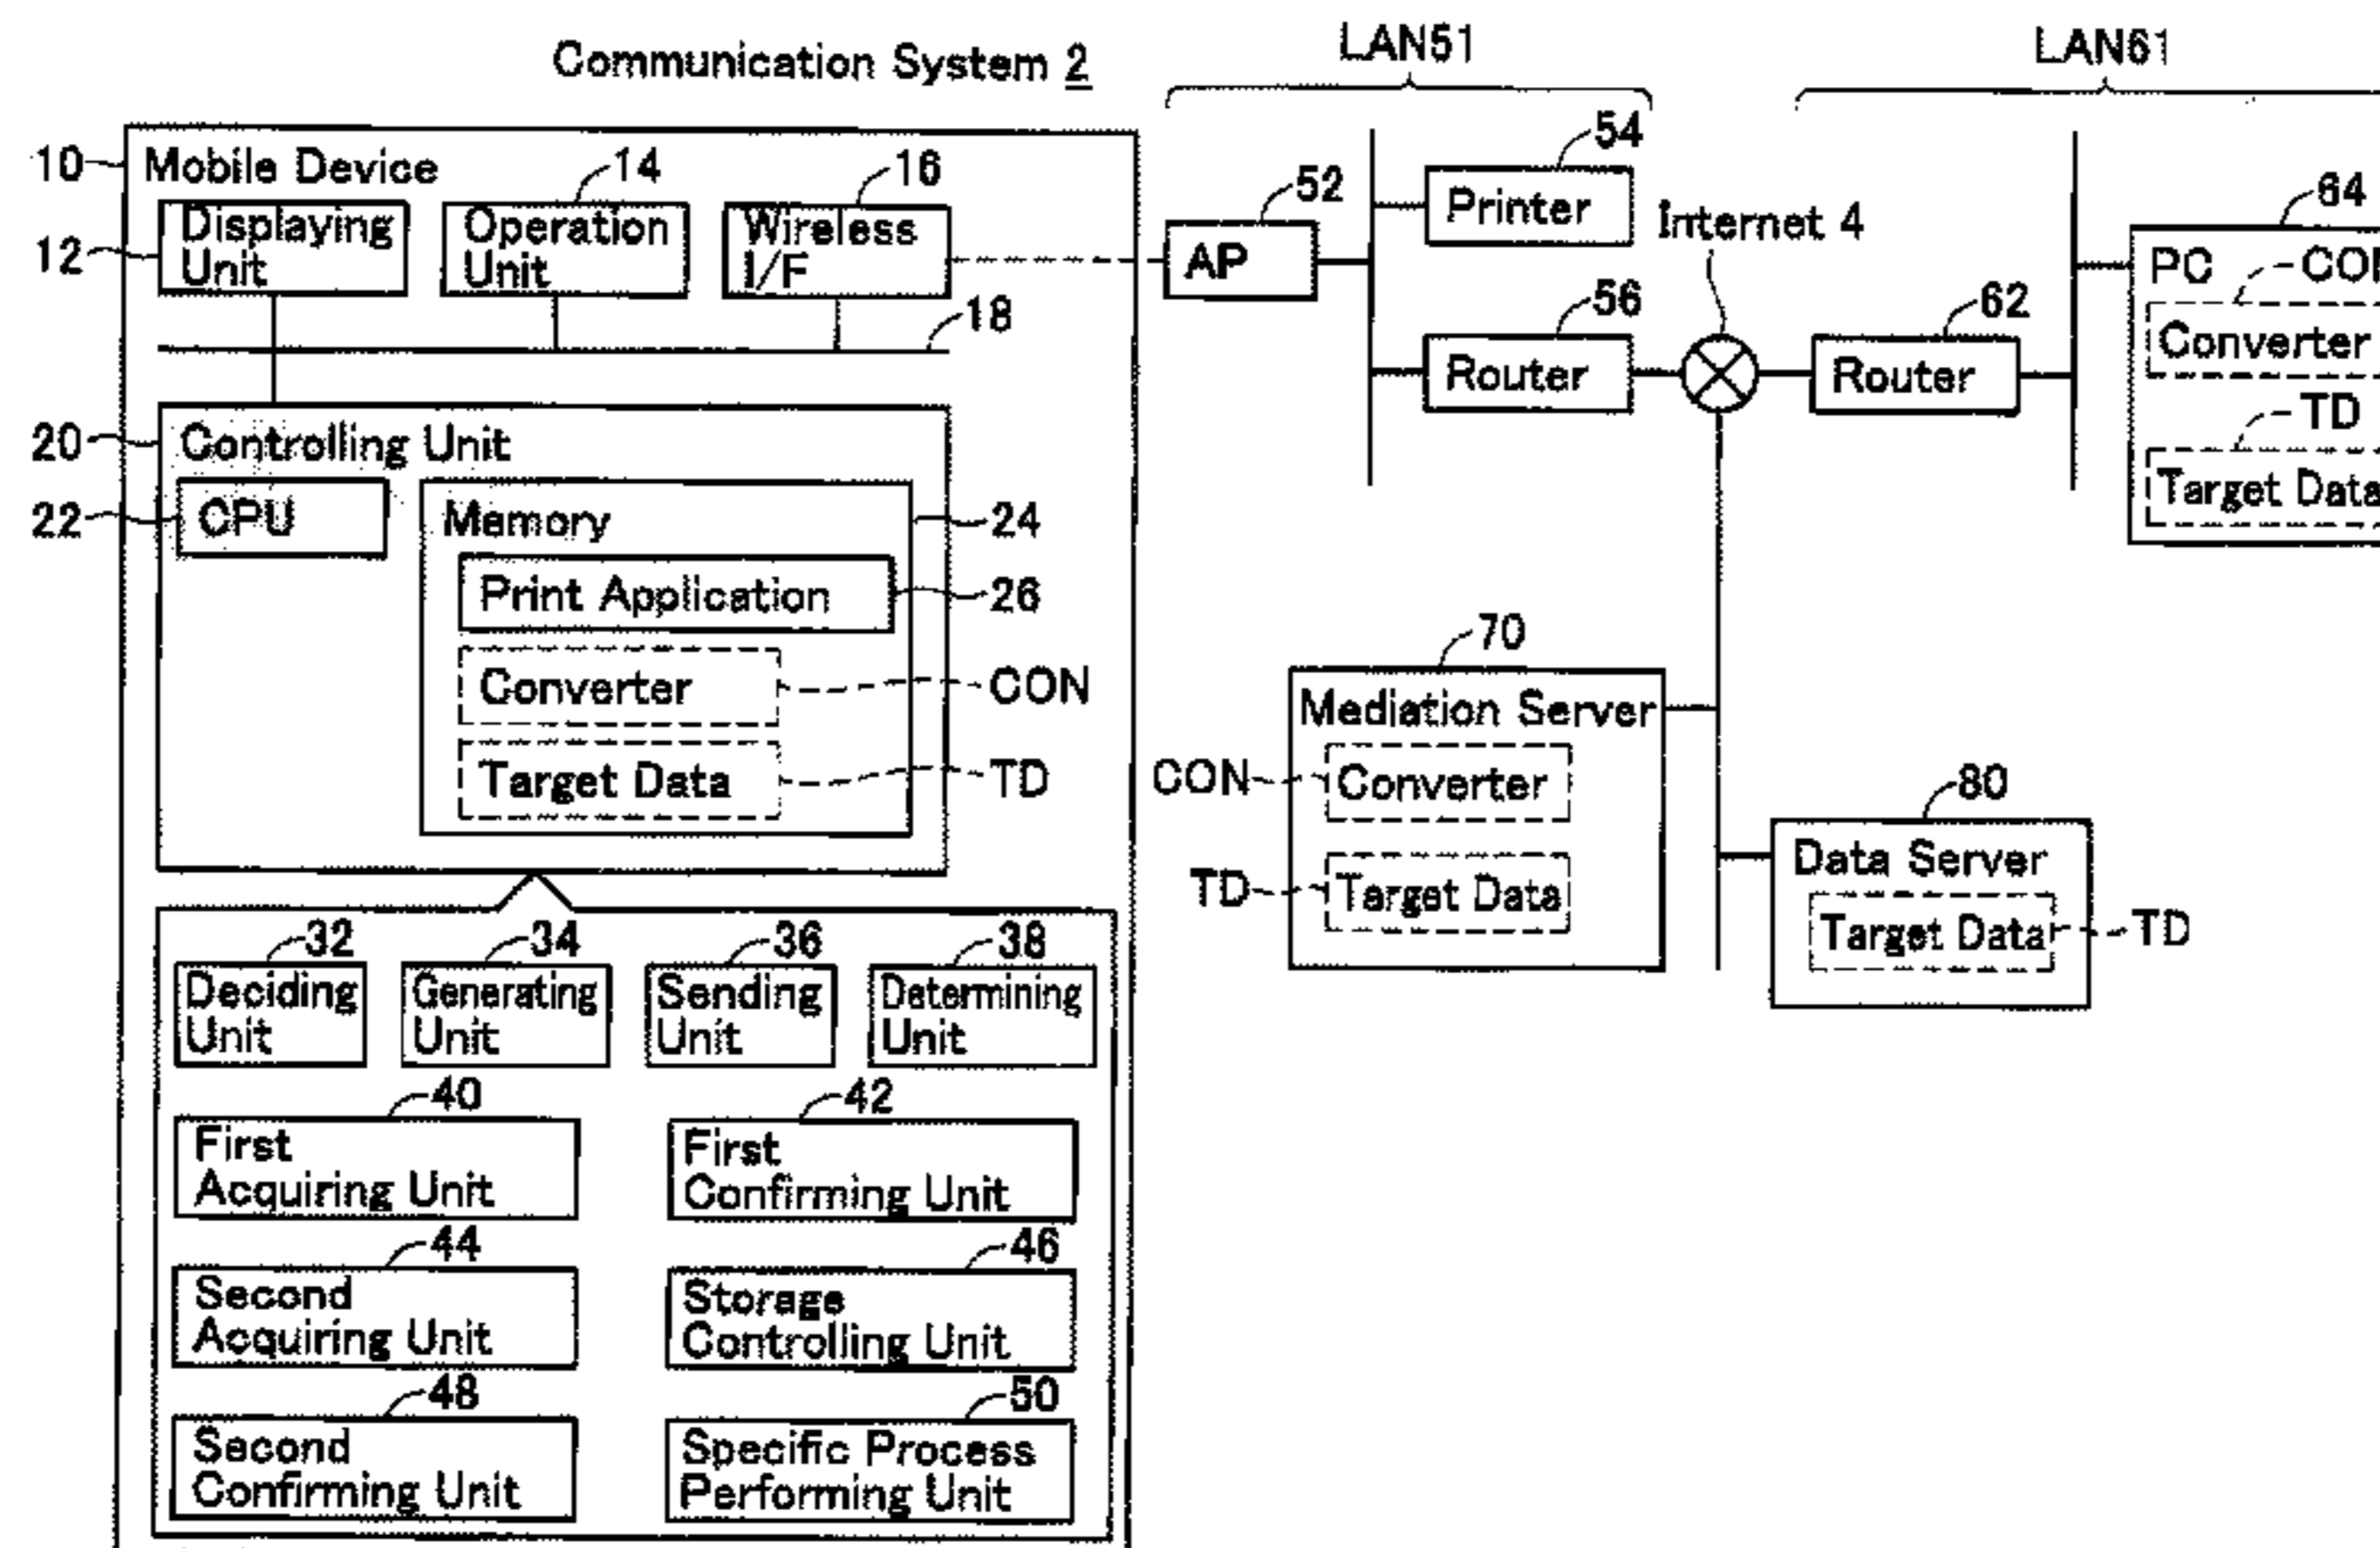 Communication System 2
LAN51
LAN61
10
Mobile Device
14
16
12
Displaying
Unit
Operation
Unit
Wireless
I/F
18
20
Controlling Unit
22
CPU
Memory
24
Print Application
26
Converter
CON
Target Data
TD
32
34
36
38
Deciding
Unit
Generating
Unit
Sending
Unit
Determining
Unit
40
42
First
Acquiring Unit
First
Confirming Unit
44
46
Second
Acquiring Unit
Storage
Controlling Unit
48
50
Second
Confirming Unit
Specific Process
Performing Unit
52
AP
54
Printer
56
Router
Internet 4
62
Router
64
PC
Converter
TD
Target Data
70
Mediation Server
CON
Converter
TD
Target Data
80
Data Server
Target Data
TD